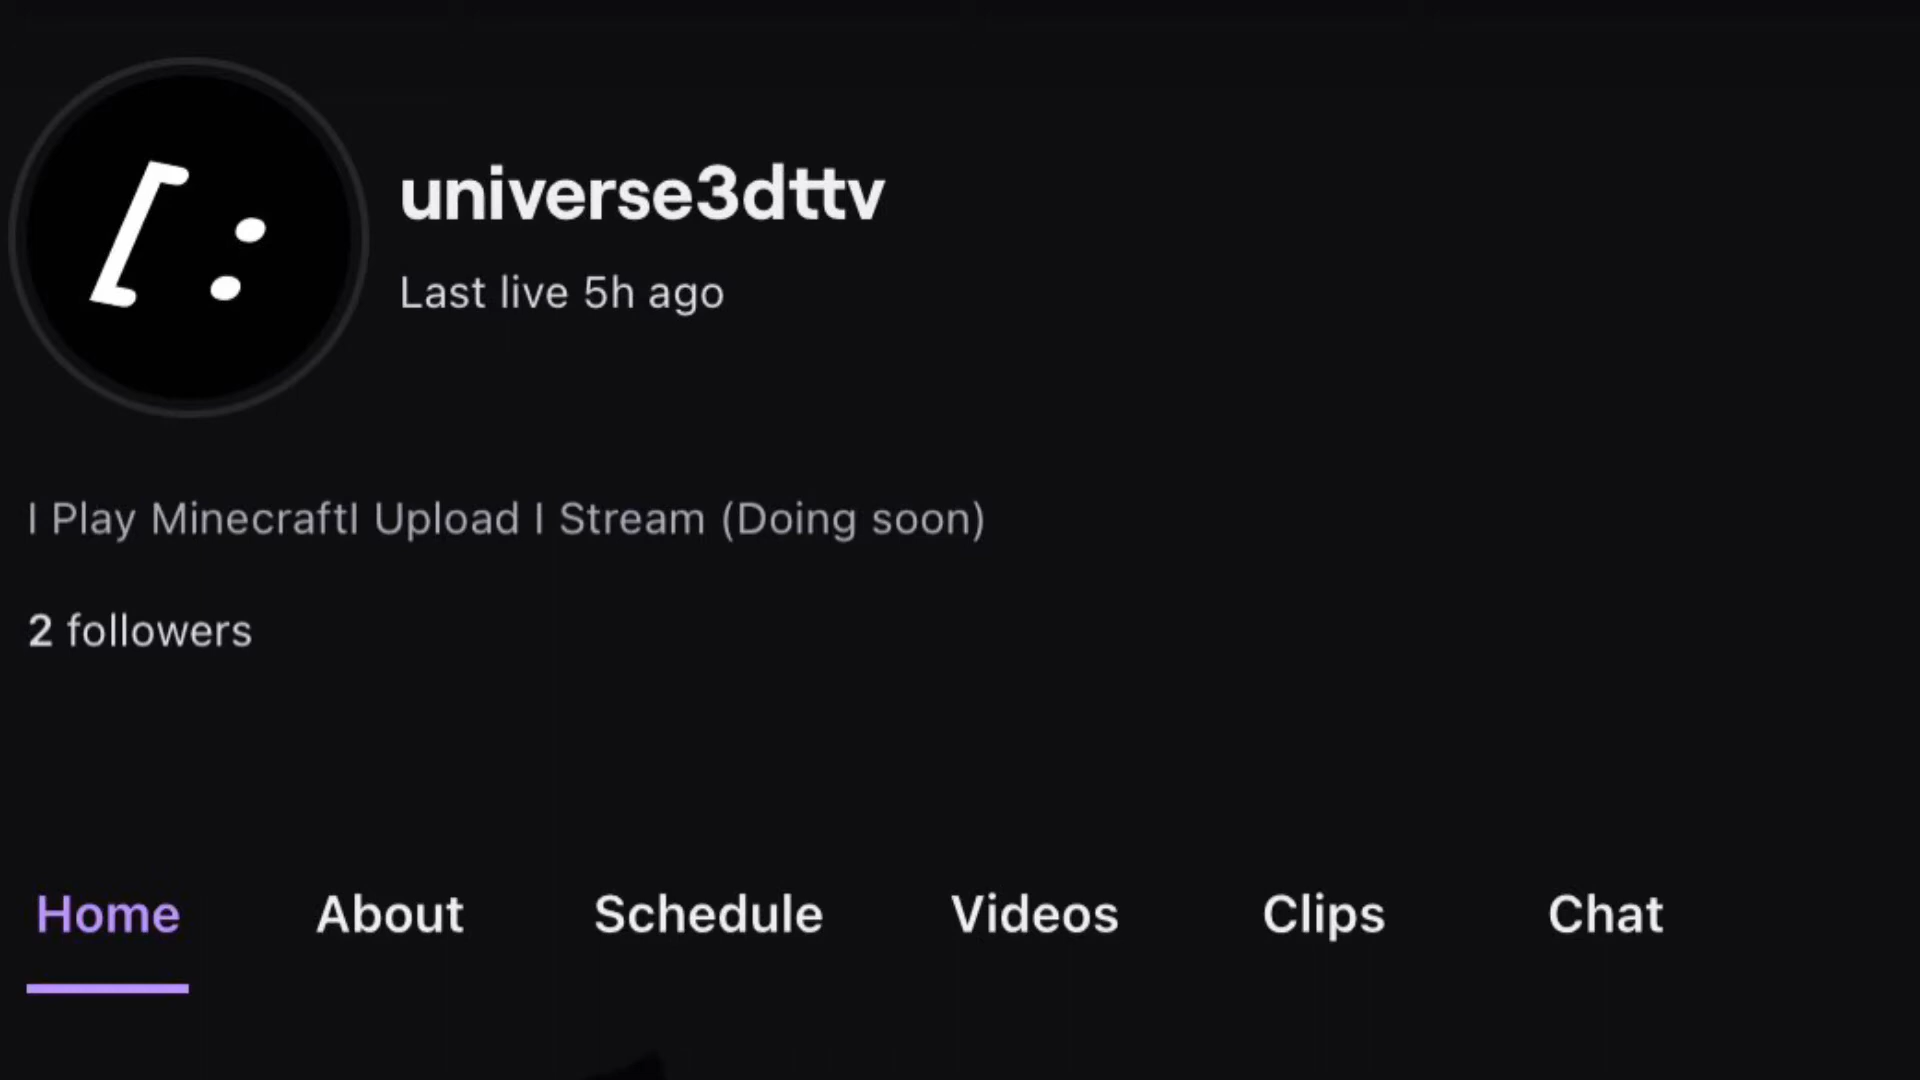 [:
universe3dttv
Last live 5h ago
I Play MinecraftI Upload I Stream (Doing soon)
2 followers
Home About Schedule Videos Clips Chat